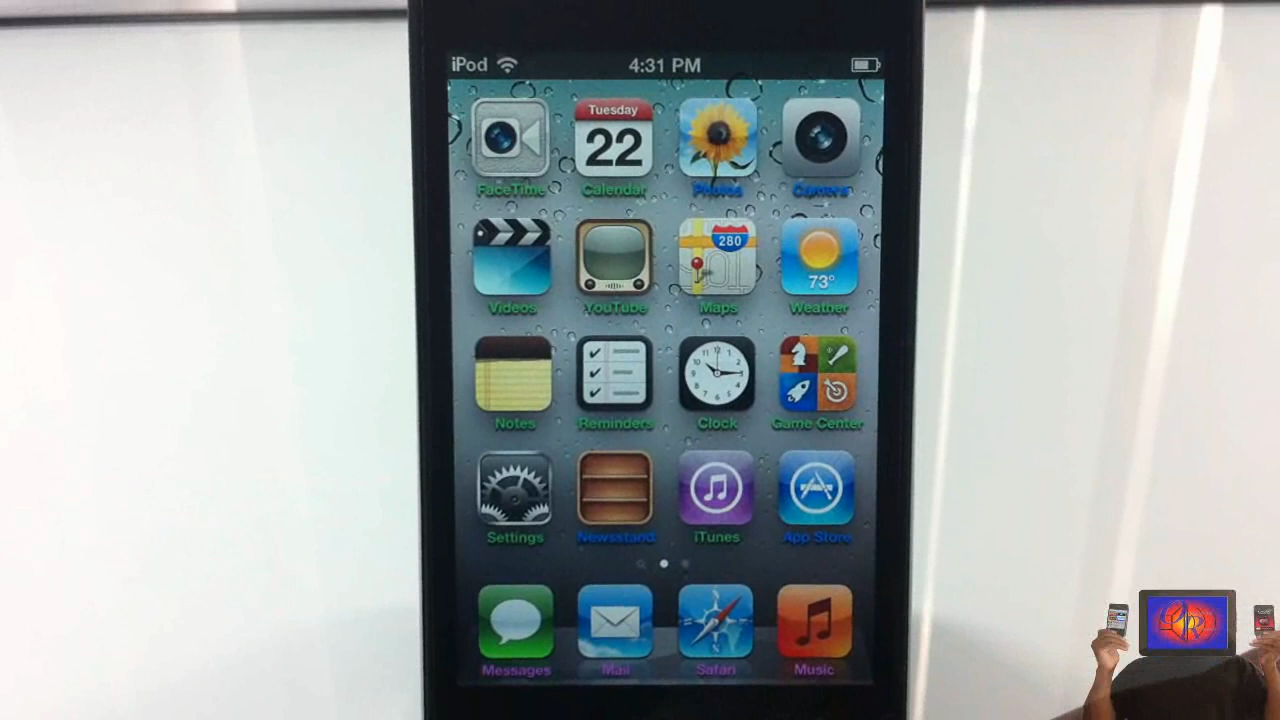 iPod 4:31 PM
Tuesday
22
FaceTime Calendar Photos Camera
280
73°
Videos YouTube Maps Weather
Notes Reminders Clock Game Center
Settings Newsstand iTunes App Store
Messages Mail Safari Music